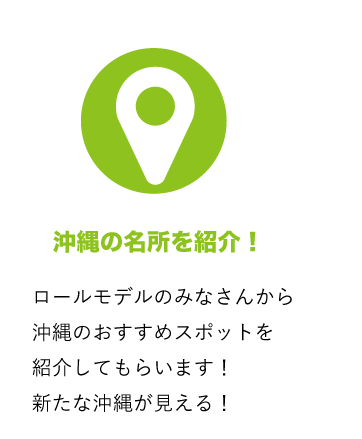 沖縄の名所を紹介！
ロールモデルのみなさんから
沖縄のおすすめスポットを
紹介してもらいます！
新たな沖縄が見える！